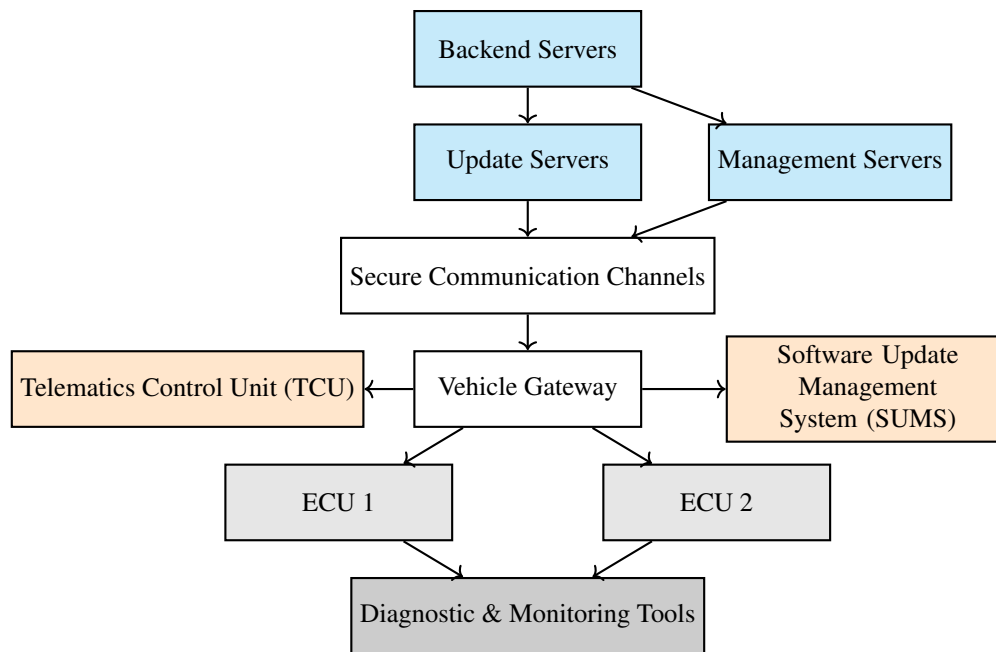 Backend Servers
Update Servers
Management Servers
Secure Communication Channels
Telematics Control Unit (TCU)
Vehicle Gateway
Software Update
Management
System (SUMS)
ECU 1
ECU 2
Diagnostic & Monitoring Tools